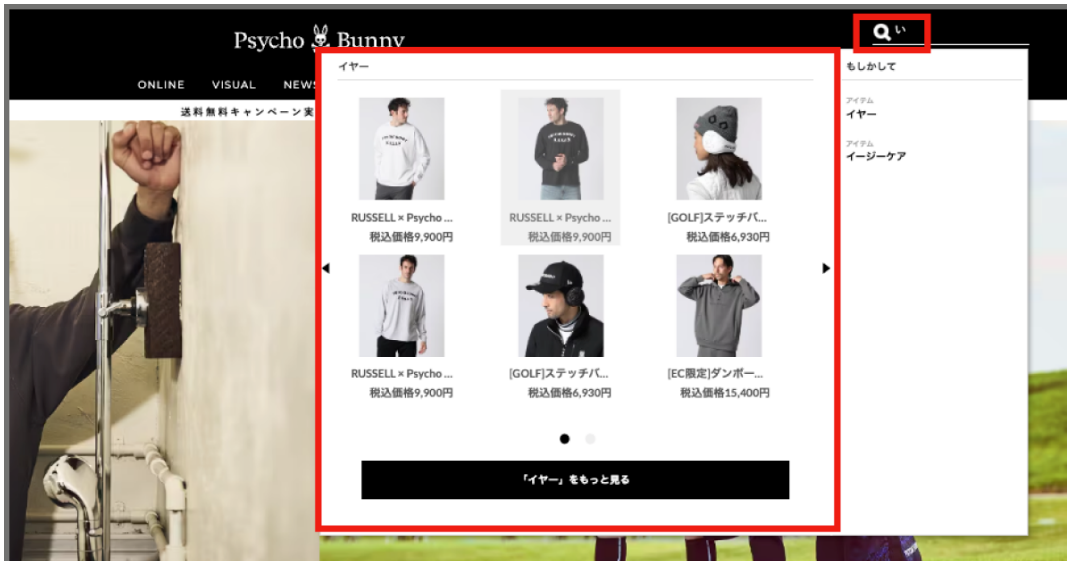 Psycho Bunny
い
ONLINE VISUAL NEWS
送料無料キャンペーン実
イヤー
RUSSELL × Psycho ...
税込価格9,900円
RUSSELL × Psycho ...
税込価格9,900円
[GOLF]ステッチパ...
税込価格6,930円
RUSSELL × Psycho ...
税込価格9,900円
[GOLF]ステッチパ...
税込価格6,930円
[EC限定]ダンボー...
税込価格15,400円
「イヤー」をもっと見る
もしかして
アイテム
イヤー
アイテム
イージーケア